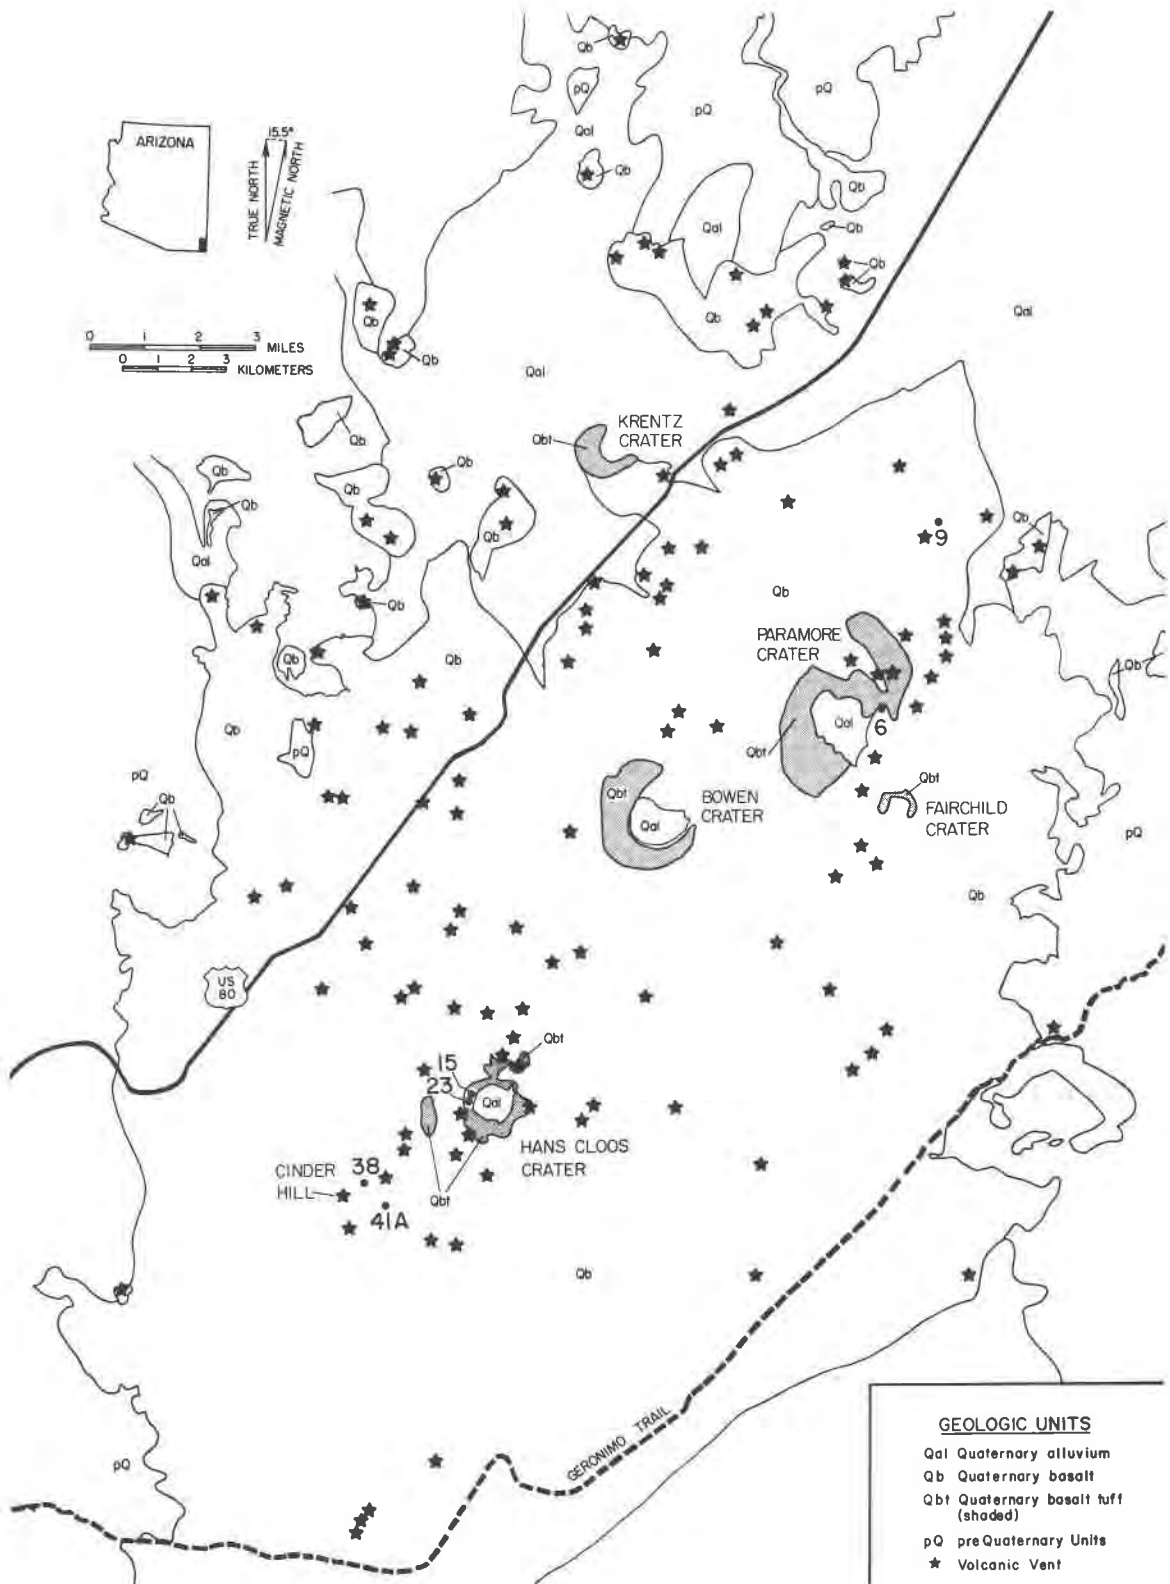 Qb
pQ
pQ
pQ
Qal
ARIZONA
15.5°
TRUE NORTH
MAGNETIC NORTH
Qb
Qb
Qal
Qb
Qb
Qb
Qal
Qb
Qb
0 1 2 3 MILES
0 1 2 3
KILOMETERS
Qb
Qal
KRENTZ
CRATER
Qbt
Qb
Qb
Qb
Qb
Qb
Qb
Qb
Qal
9
Qb
Qb
Qb
PARAMORE
CRATER
Qb
Qb
Qb
Qb
Qal
6
pQ
Qbt
pQ
Qb
Qbt
Qbt
BOWEN
CRATER
FAIRCHILD
CRATER
Qal
pQ
Qb
US
80
Qbt
15
23
Qal
HANS CLOOS
CRATER
CINDER
HILL
38
Qbt
41A
Qb
GERONIMO TRAIL
pQ
GEOLOGIC UNITS
Qal Quaternary alluvium
Qb Quaternary basalt
Qbt Quaternary basalt tuff
(shaded)
pQ preQuaternary Units
★ Volcanic Vent